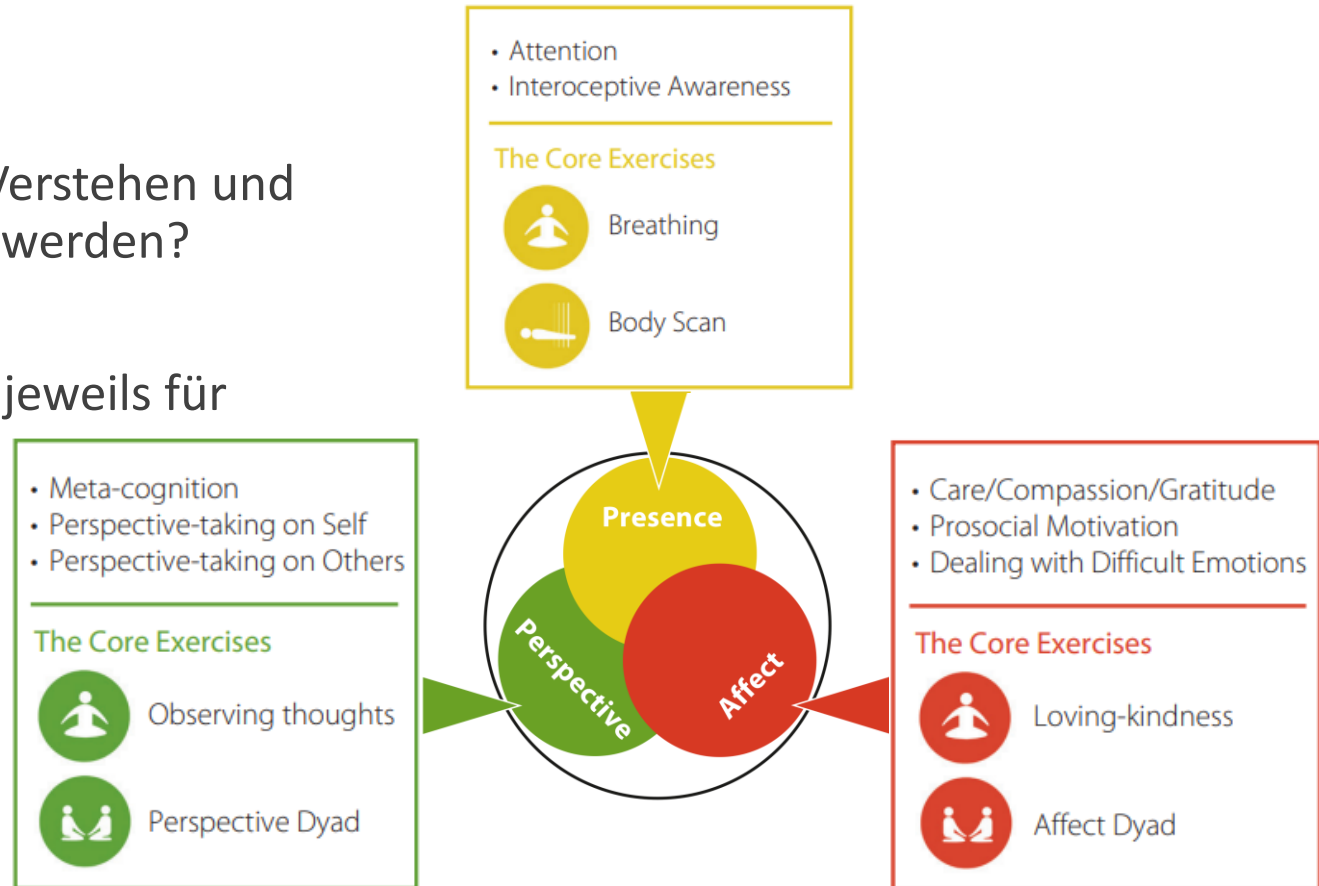 • Attention
• Interoceptive Awareness
The Core Exercises
Breathing
Body Scan
Verstehen und
werden?
jeweils für
• Meta-cognition
• Perspective-taking on Self
• Perspective-taking on Others
The Core Exercises
Observing thoughts
Perspective Dyad
Presence
Perspective
Affect
• Care/Compassion/Gratitude
• Prosocial Motivation
• Dealing with Difficult Emotions
The Core Exercises
Loving-kindness
Affect Dyad